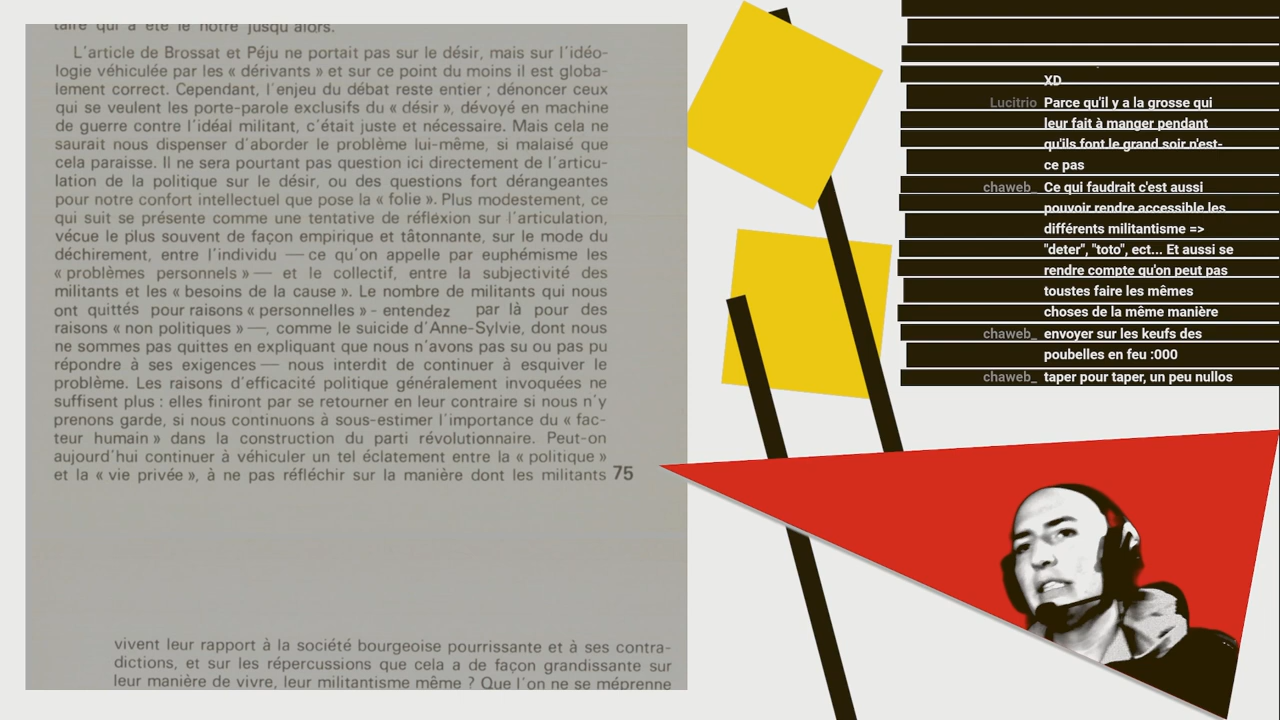 taire qui a été le nôtre jusqu'alors.
L'article de Brossat et Péju ne portait pas sur le désir, mais sur l'idéo-
logie véhiculée par les « dérivants » et sur ce point du moins il est globa-
lement correct. Cependant, l'enjeu du débat reste entier ; dénoncer ceux
qui se veulent les porte-parole exclusifs du « désir », dévoyé en machine
de guerre contre l'idéal militant, c'était juste et nécessaire. Mais cela ne
saurait nous dispenser d'aborder le problème lui-même, si malaisé que
cela paraisse. Il ne sera pourtant pas question ici directement de l'articu-
lation de la politique sur le désir, ou des questions fort dérangeantes
pour notre confort intellectuel que pose la « folie ». Plus modestement, ce
qui suit se présente comme une tentative de réfléxion sur l'articulation,
vécue le plus souvent de façon empirique et tâtonnante, sur le mode du
déchirement, entre l'individu — ce qu'on appelle par euphémisme les
« problèmes personnels » — et le collectif, entre la subjectivité des
militants et les « besoins de la cause ». Le nombre de militants qui nous
ont quittés pour raisons « personnelles » - entendez par là pour des
raisons « non politiques » —, comme le suicide d'Anne-Sylvie, dont nous
ne sommes pas quittes en expliquant que nous n'avons pas su ou pas pu
répondre à ses exigences — nous interdit de continuer à esquiver le
problème. Les raisons d'efficacité politique généralement invoquées ne
suffisent plus : elles finiront par se retourner en leur contraire si nous n'y
prenons garde, si nous continuons à sous-estimer l'importance du « fac-
teur humain » dans la construction du parti révolutionnaire. Peut-on
aujourd'hui continuer à véhiculer un tel éclatement entre la « politique »
et la « vie privée », à ne pas réfléchir sur la manière dont les militants 75
vivent leur rapport à la société bourgeoise pourrissante et à ses contra-
dictions, et sur les répercussions que cela a de façon grandissante sur
leur manière de vivre, leur militantisme même ? Que l'on ne se méprenne
XD
Lucitrio Parce qu'il y a la grosse qui
leur fait à manger pendant
qu'ils font le grand soir n'est-
ce pas
chaweb_ Ce qui faudrait c'est aussi
pouvoir rendre accessible les
différents militantisme =>
"deter", "toto", ect... Et aussi se
rendre compte qu'on peut pas
toustes faire les mêmes
choses de la même manière
chaweb_ envoyer sur les keufs des
poubelles en feu :000
chaweb_ taper pour taper, un peu nullos